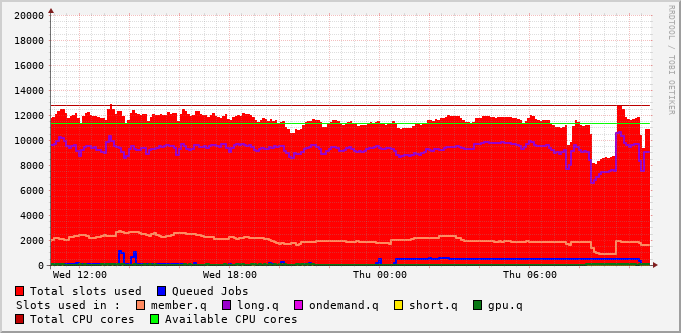 20000
18000
16000
14000
12000
10000
8000
6000
4000
2000
0
Wed 12:00 Wed 18:00 Thu 00:00 Thu 06:00
RRDTOOL / TOBI OETIKER
Total slots used Queued Jobs
Slots used in : member.q long.q ondemand.q short.q gpu.q
Total CPU cores Available CPU cores